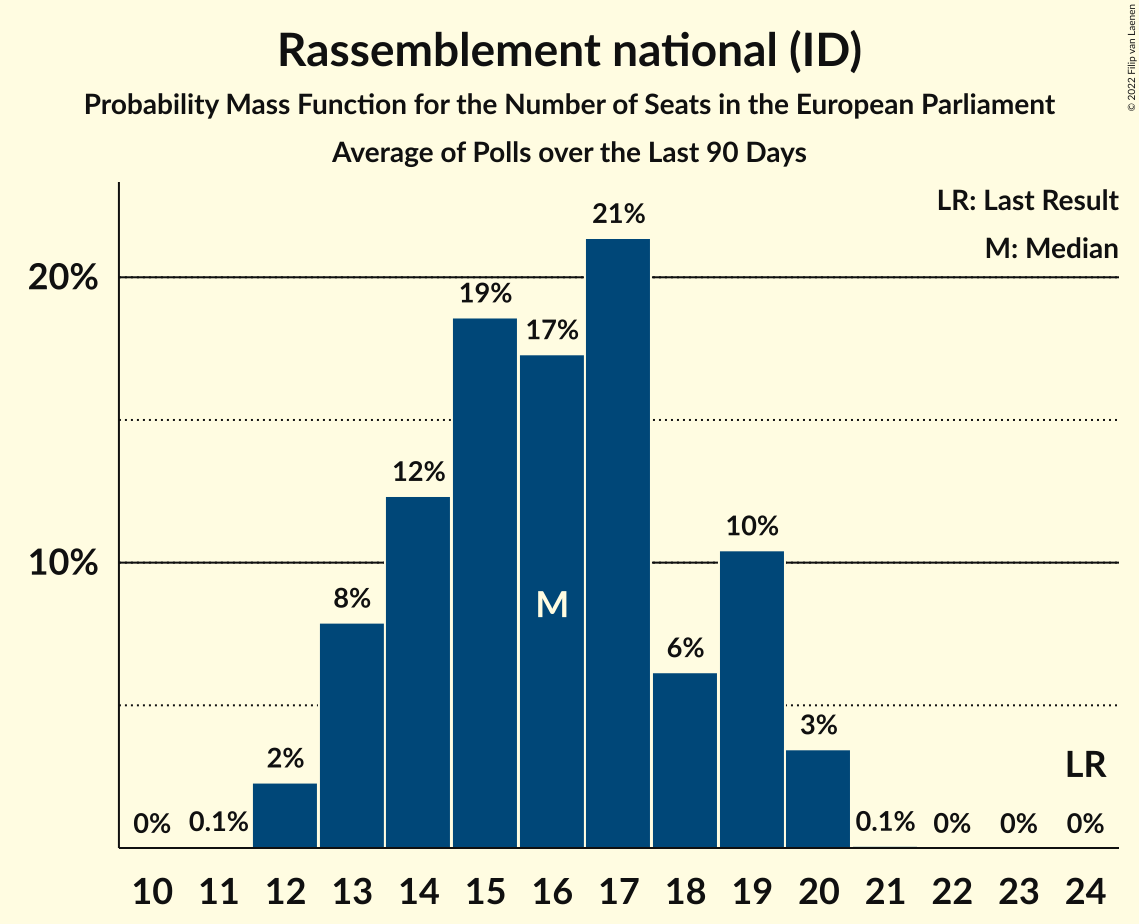 Rassemblement national (ID)
Probability Mass Function for the Number of Seats in the European Parliament
Average of Polls over the Last 90 Days
© 2022 Filip van Laenen
LR: Last Result
M: Median
20%
10%
0%
0.1%
2%
8%
12%
19%
17%
21%
6%
10%
3%
0.1%
0%
0%
0%
M
LR
10 11 12 13 14 15 16 17 18 19 20 21 22 23 24